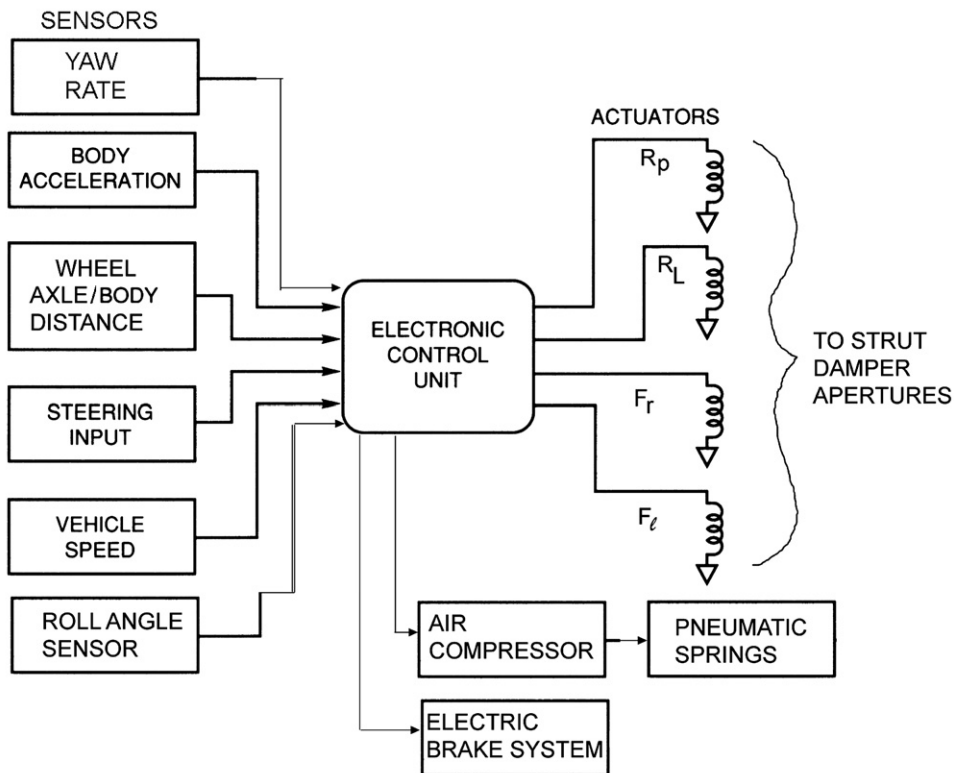 SENSORS
YAW
RATE
BODY
ACCELERATION
WHEEL
AXLE/BODY
DISTANCE
STEERING
INPUT
VEHICLE
SPEED
ROLL ANGLE
SENSOR
ELECTRONIC
CONTROL
UNIT
ACTUATORS
Rp
RL
Fr
Fℓ
TO STRUT
DAMPER
APERTURES
AIR
COMPRESSOR
PNEUMATIC
SPRINGS
ELECTRIC
BRAKE SYSTEM